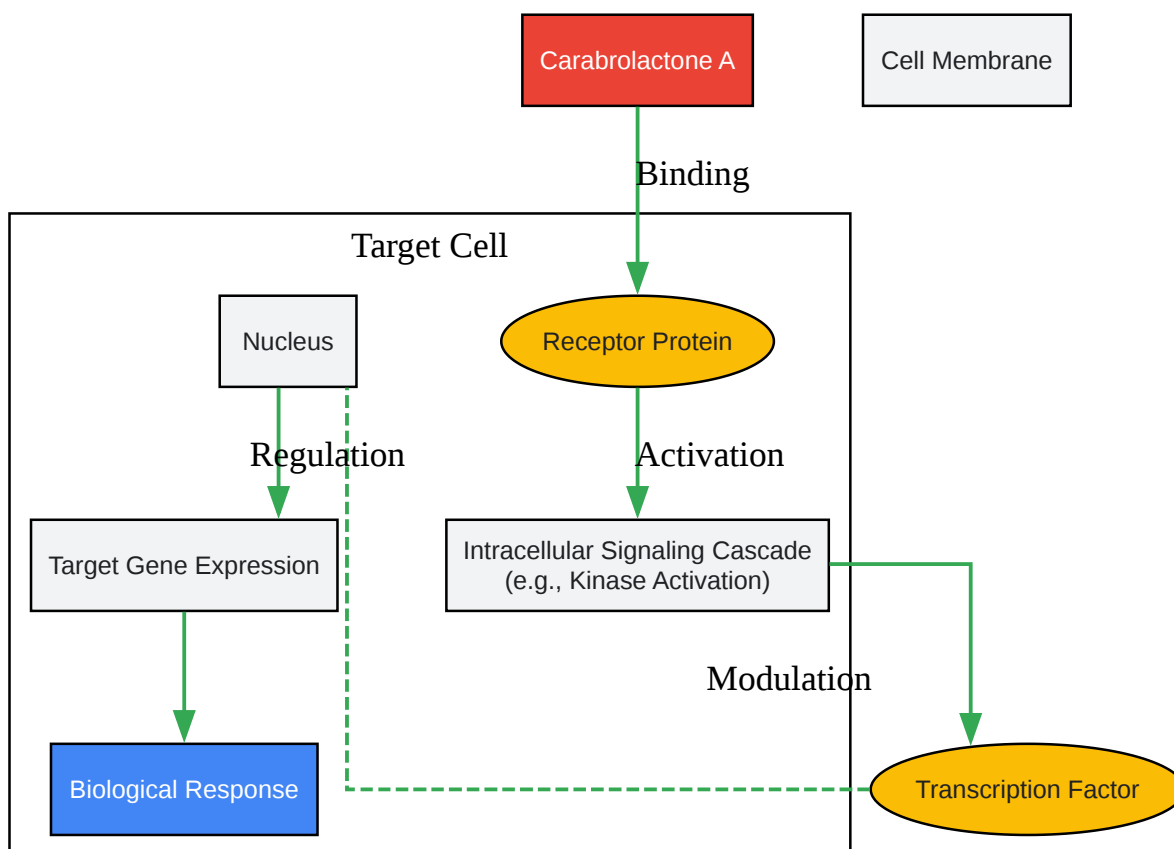 Carabrolactone A
Cell Membrane
Binding
Target Cell
Nucleus
Receptor Protein
Regulation
Activation
Target Gene Expression
Intracellular Signaling Cascade
(e.g., Kinase Activation)
Modulation
Biological Response
Transcription Factor